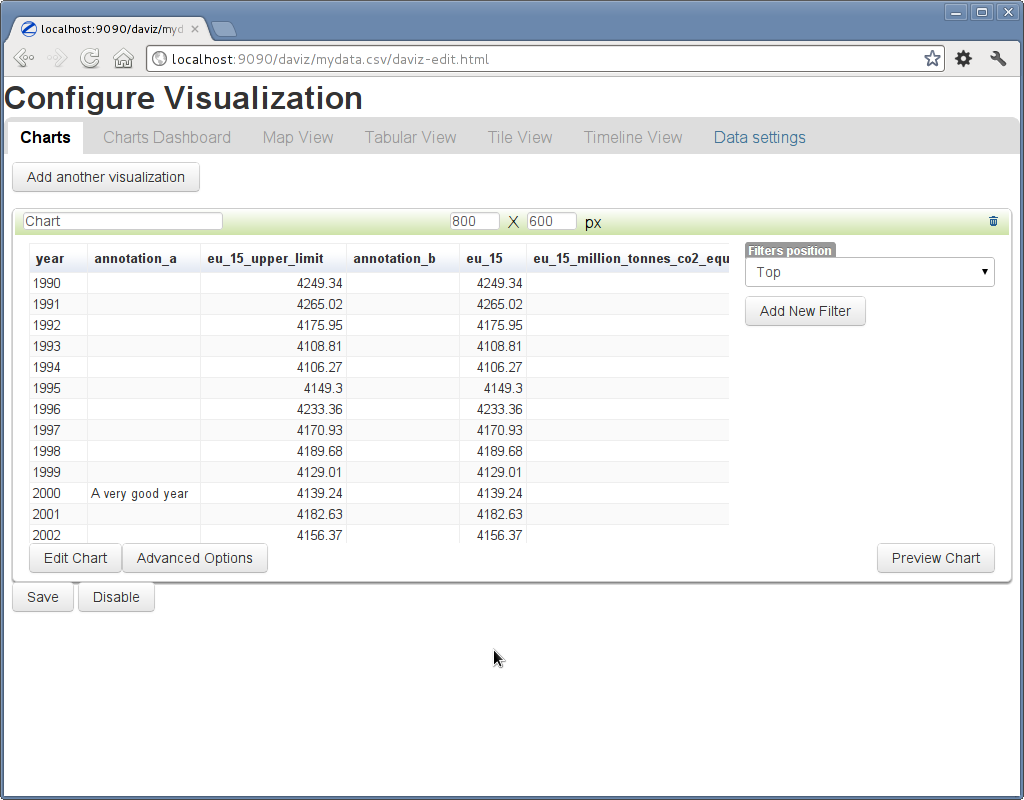 localhost:9090/daviz/myd
localhost:9090/daviz/mydata.csv/daviz-edit.html
Configure Visualization
Charts Charts Dashboard Map View Tabular View Tile View Timeline View Data settings
Add another visualization
Chart 800 X 600 px
Filters position
Top
Add New Filter
year annotation_a eu_15_upper_limit annotation_b eu_15 eu_15_million_tonnes_co2_equ
1990 4249.34 4249.34
1991 4265.02 4265.02
1992 4175.95 4175.95
1993 4108.81 4108.81
1994 4106.27 4106.27
1995 4149.3 4149.3
1996 4233.36 4233.36
1997 4170.93 4170.93
1998 4189.68 4189.68
1999 4129.01 4129.01
2000 A very good year 4139.24 4139.24
2001 4182.63 4182.63
2002 4156.37 4156.37
Edit Chart Advanced Options Preview Chart
Save Disable